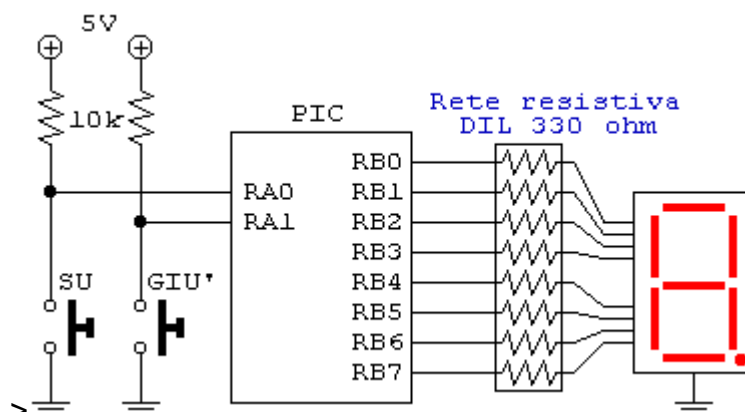 5V
10k
PIC
Rete resistiva
DIL 330 ohm
RA0
RA1
RB0
RB1
RB2
RB3
RB4
RB5
RB6
RB7
SU
GIU'
8.
>